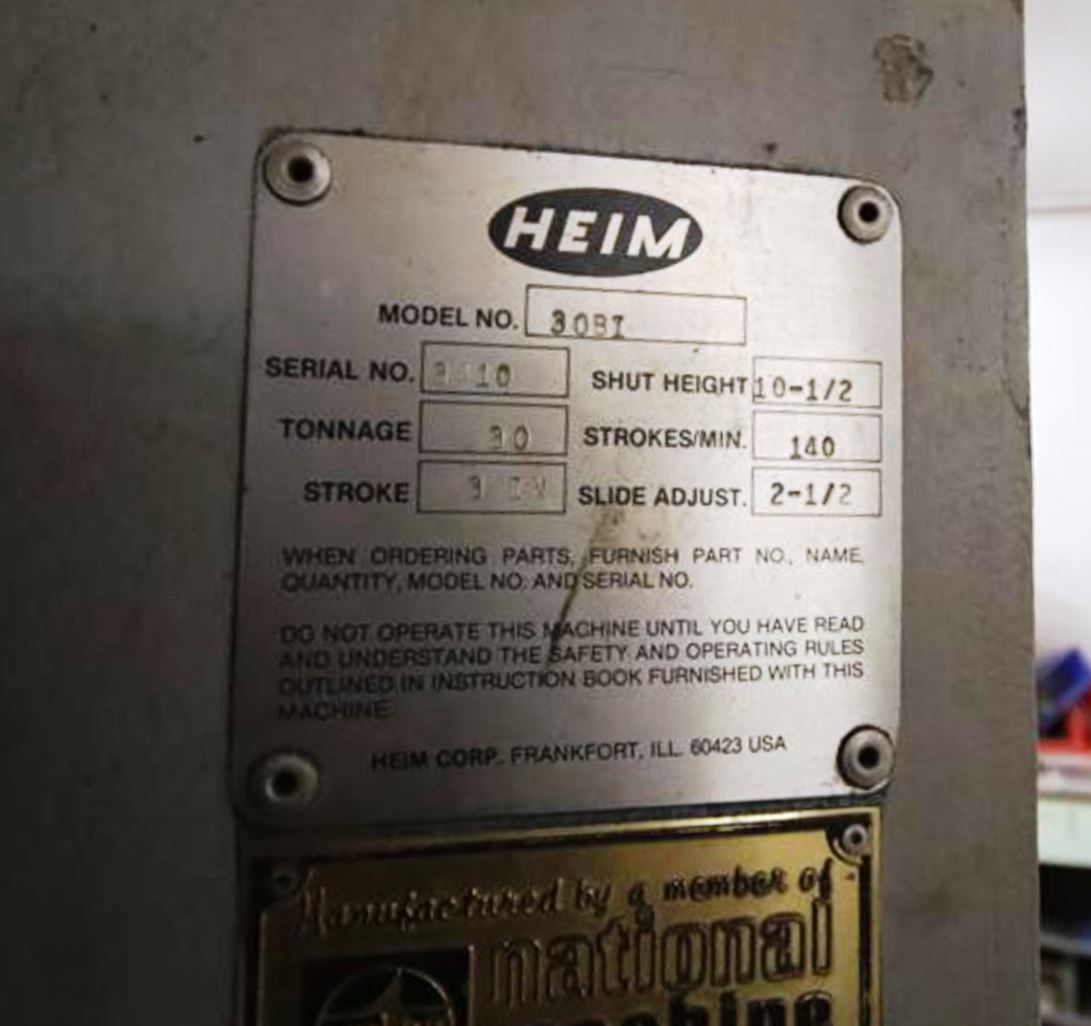 HEIM
MODEL NO. 30BI
SERIAL NO. SHUT HEIGHT 10-1/2
TONNAGE 30 STROKES/MIN. 140
STROKE SLIDE ADJUST. 2-1/2
WHEN ORDERING PARTS, FURNISH PART NO., NAME,
QUANTITY, MODEL NO. AND SERIAL NO.
DO NOT OPERATE THIS MACHINE UNTIL YOU HAVE READ
AND UNDERSTAND THE SAFETY AND OPERATING RULES
OUTLINED IN INSTRUCTION BOOK FURNISHED WITH THIS
MACHINE.
HEIM CORP. FRANKFORT, ILL. 60423 USA
Manufactured by a member of
national